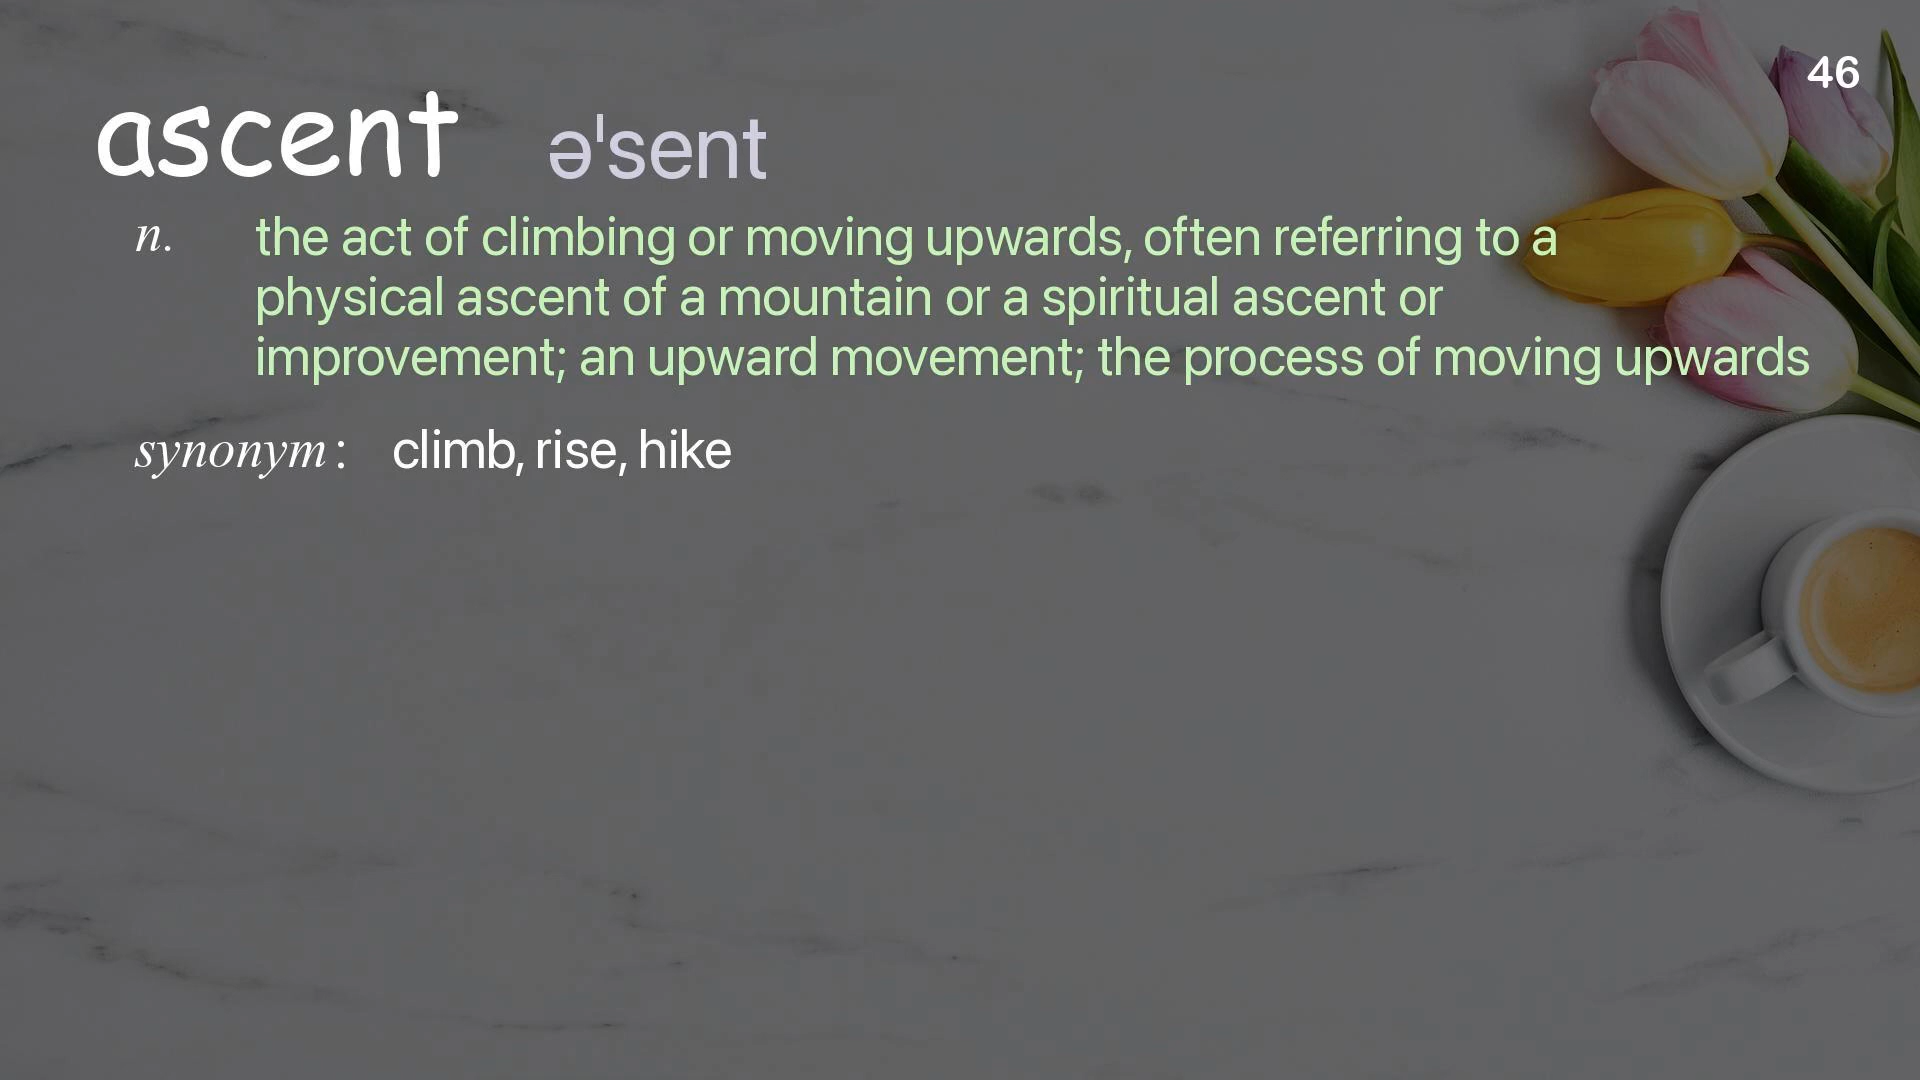 46
ascent əˈsent
n. the act of climbing or moving upwards, often referring to a
physical ascent of a mountain or a spiritual ascent or
improvement; an upward movement; the process of moving upwards
synonym : climb, rise, hike